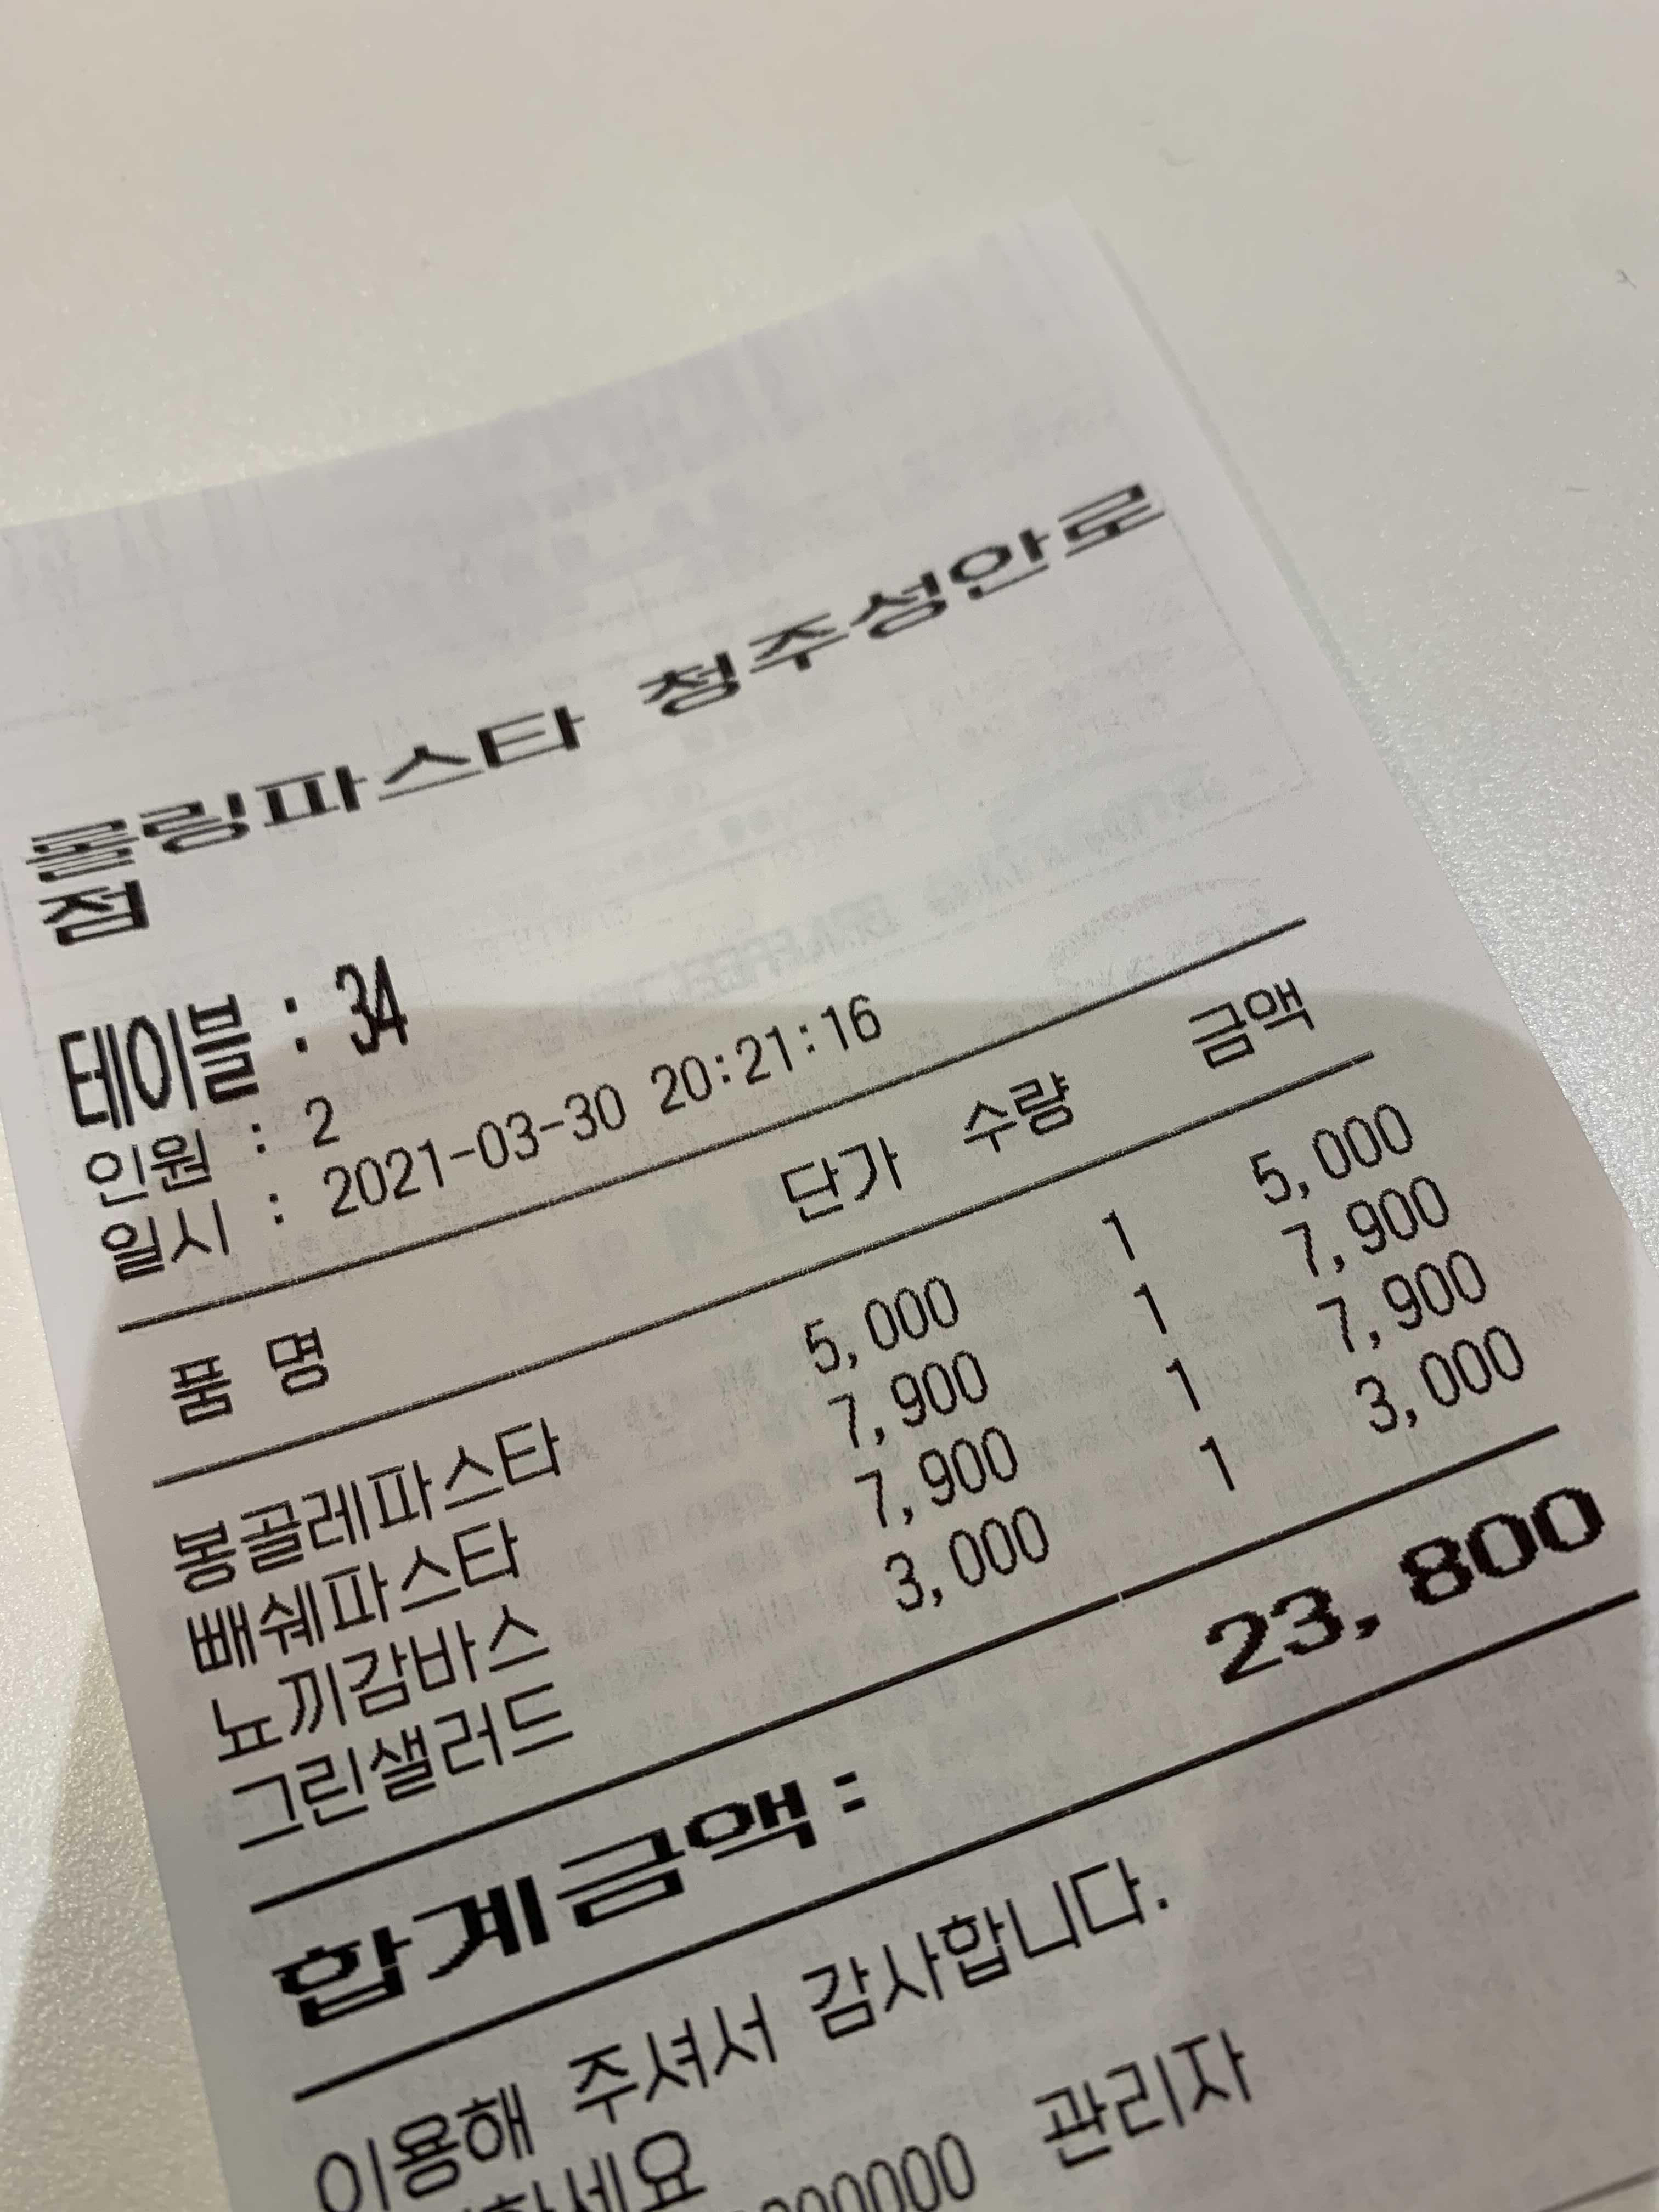 롤링파스타 청주성안로
점
테이블 : 34
인원 : 2
일시 : 2021-03-30 20:21:16
품 명 단가 수량 금액
봉골레파스타 5,000 1 5,000
빼쉐파스타 7,900 1 7,900
뇨끼감바스 7,900 1 7,900
그린샐러드 3,000 1 3,000
합계금액: 23,800
이용해 주셔서 감사합니다.
관리자